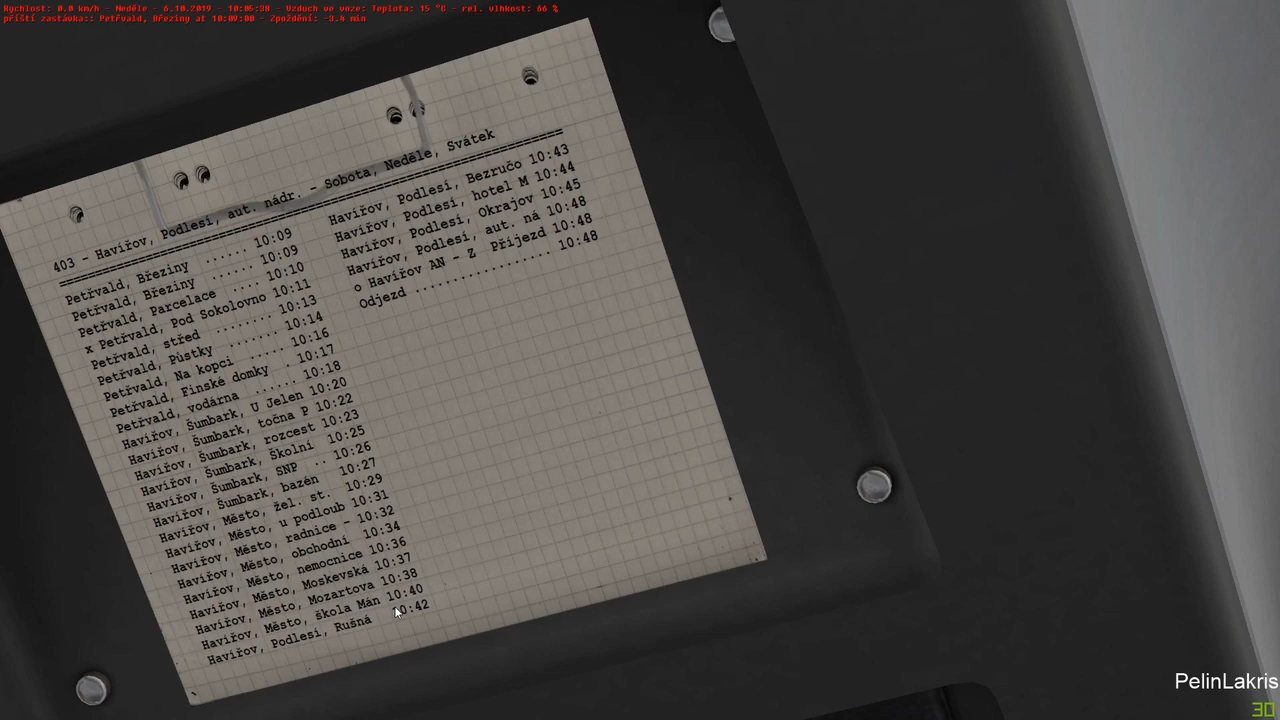 Rychlost: 0.0 km/h - Neděle - 6.10.2019 - 10:05:38 - Vzduch ve voze: Teplota: 15 °C - rel. vlhkost: 66 %
příští zastávka:: Petřvald, Březiny at 10:09:00 - Zpoždění: -3.4 min
403 - Havířov, Podlesí, aut. nádr. - Sobota, Neděle, Svátek
Petřvald, Březiny ...... 10:09
Petřvald, Březiny ...... 10:09
Petřvald, Parcelace .... 10:10
x Petřvald, Pod Sokolovno 10:11
Petřvald, střed ........ 10:13
Petřvald, Pústky ....... 10:14
Petřvald, Na kopci ..... 10:16
Petřvald, Finské domky . 10:17
Petřvald, vodárna ...... 10:18
Havířov, Šumbark, U Jelen 10:20
Havířov, Šumbark, točna P 10:22
Havířov, Šumbark, rozcest 10:23
Havířov, Šumbark, Školní 10:25
Havířov, Šumbark, SNP .. 10:26
Havířov, Šumbark, bazén 10:27
Havířov, Město, žel. st. 10:29
Havířov, Město, u podloub 10:31
Havířov, Město, radnice - 10:32
Havířov, Město, obchodní 10:34
Havířov, Město, nemocnice 10:36
Havířov, Město, Moskevská 10:37
Havířov, Město, Mozartova 10:38
Havířov, Město, škola Mán 10:40
Havířov, Podlesí, Rušná 10:42
Havířov, Podlesí, Bezručo 10:43
Havířov, Podlesí, hotel M 10:44
Havířov, Podlesí, Okrajov 10:45
Havířov, Podlesí, aut. ná 10:48
o Havířov AN - Z Příjezd 10:48
Odjezd ................. 10:48
PelinLakris
30